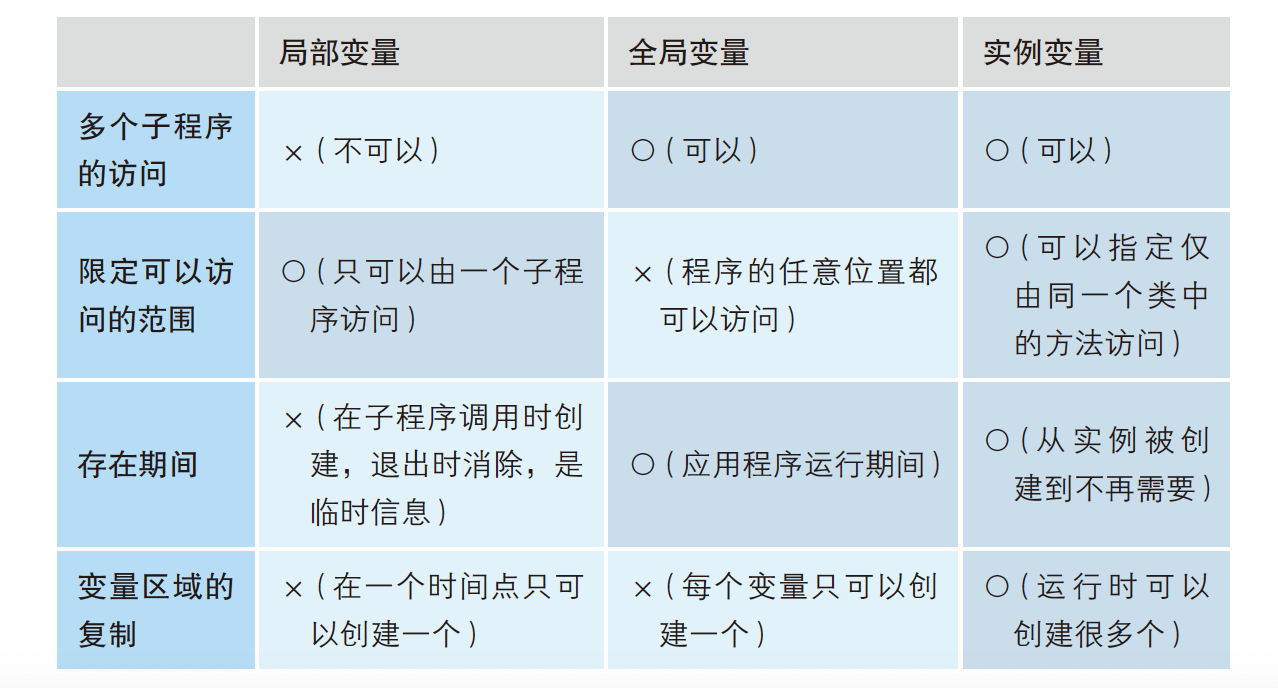 局部变量
全局变量
实例变量
多个子程序
的访问
×（不可以）
○（可以）
○（可以）
限定可以访
问的范围
○（只可以由一个子程
序访问）
×（程序的任意位置都
可以访问）
○（可以指定仅
由同一个类中
的方法访问）
存在期间
×（在子程序调用时创
建，退出时消除，是
临时信息）
○（应用程序运行期间）
○（从实例被创
建到不再需要）
变量区域的
复制
×（在一个时间点只可
以创建一个）
×（每个变量只可以创
建一个）
○（运行时可以
创建很多个）